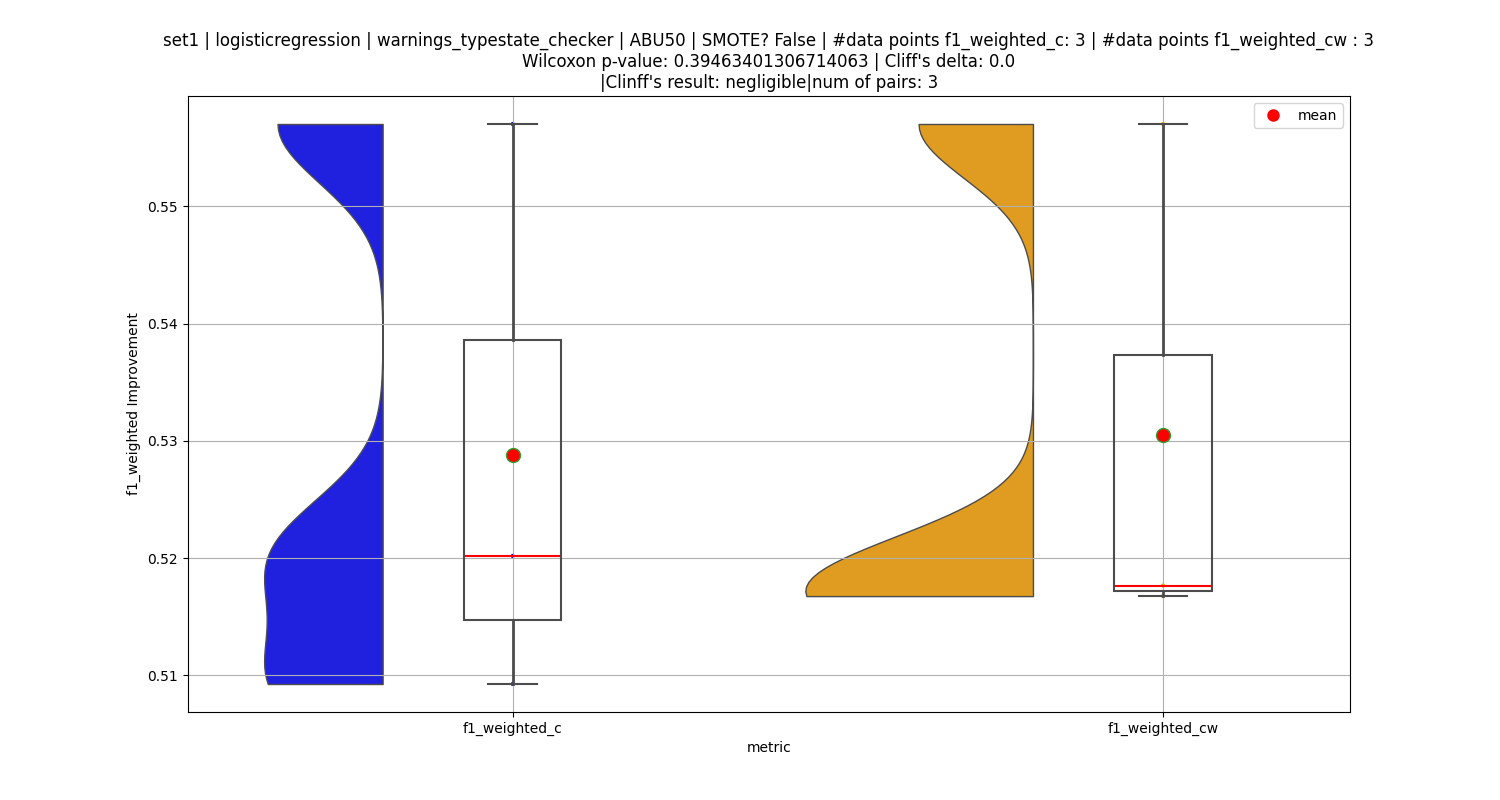 set1 | logisticregression | warnings_typestate_checker | ABU50 | SMOTE? False | #data points f1_weighted_c: 3 | #data points f1_weighted_cw : 3
Wilcoxon p-value: 0.39463401306714063 | Cliff's delta: 0.0
|Clinff's result: negligible|num of pairs: 3
mean
0.55
0.54
0.53
0.52
0.51
f1_weighted Improvement
f1_weighted_c
f1_weighted_cw
metric